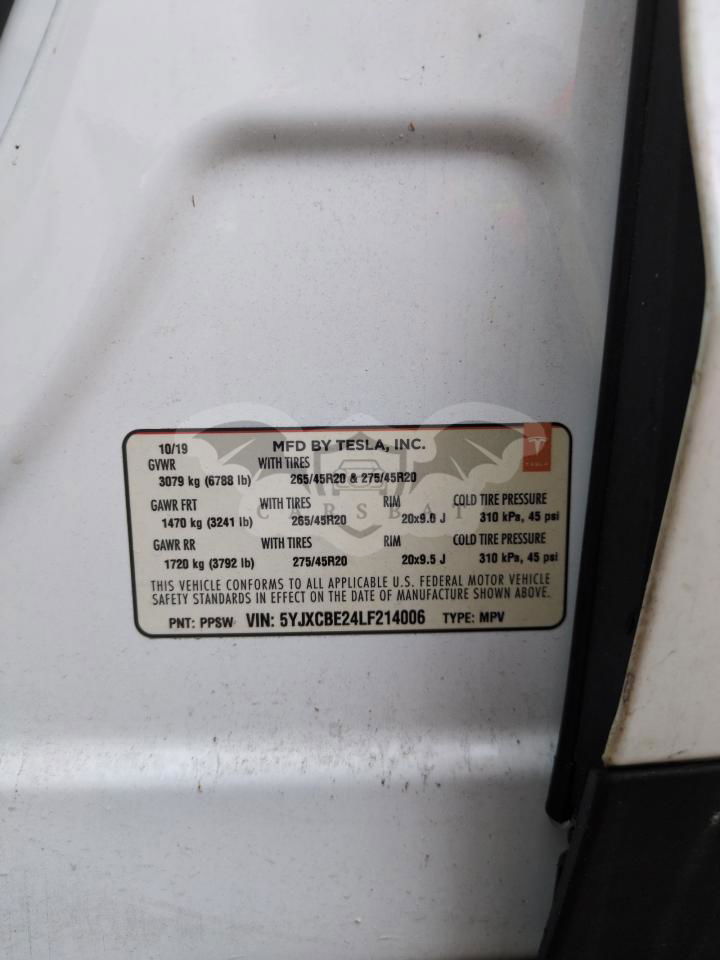 10/19 MFD BY TESLA, INC.
GVWR WITH TIRES
3079 kg (6788 lb) 265/45R20 & 275/45R20
GAWR FRT WITH TIRES RIM COLD TIRE PRESSURE
1470 kg (3241 lb) 265/45R20 20x9.0 J 310 kPa, 45 psi
GAWR RR WITH TIRES RIM COLD TIRE PRESSURE
1720 kg (3792 lb) 275/45R20 20x9.5 J 310 kPa, 45 psi
THIS VEHICLE CONFORMS TO ALL APPLICABLE U.S. FEDERAL MOTOR VEHICLE
SAFETY STANDARDS IN EFFECT ON THE DATE OF MANUFACTURE SHOWN ABOVE.
PNT: PPSW VIN: 5YJXCBE24LF214006 TYPE: MPV
TESLA
CARSBAT